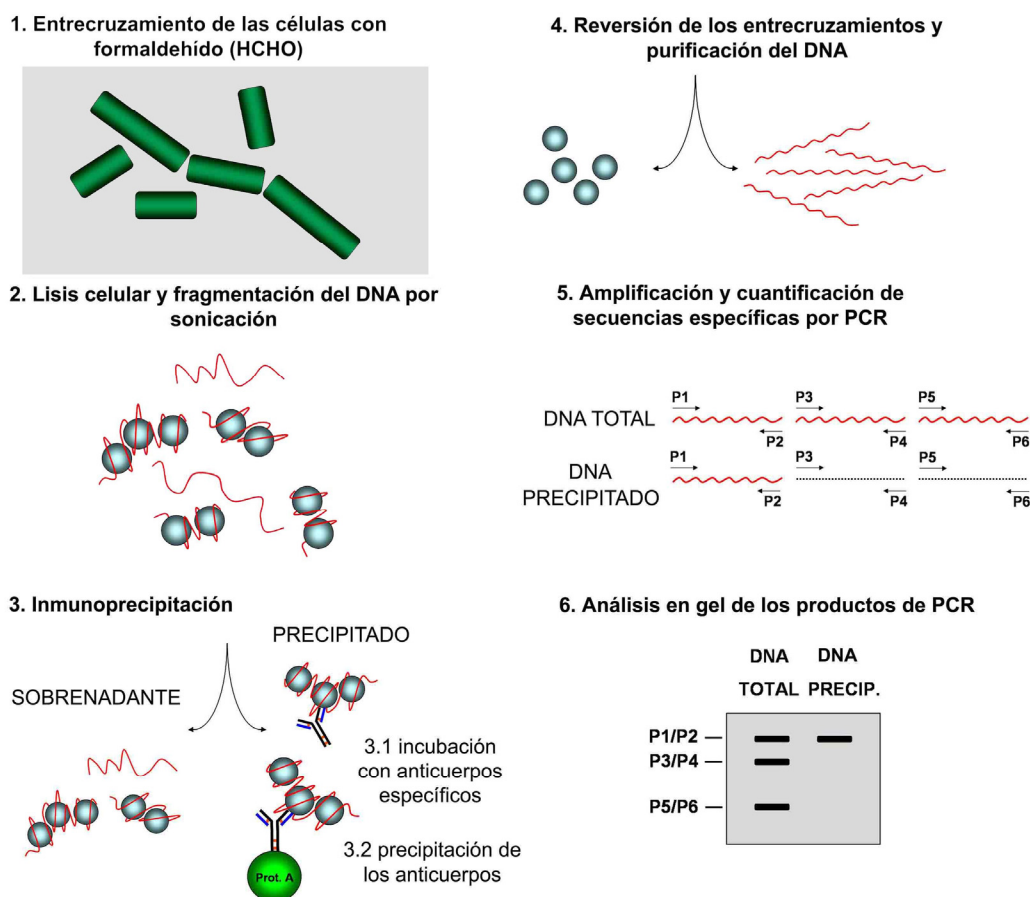 1. Entrecruzamiento de las células con
formaldehído (HCHO)
2. Lisis celular y fragmentación del DNA por
sonicación
3. Inmunoprecipitación
PRECIPITADO
SOBRENADANTE
3.1 incubación
con anticuerpos
específicos
3.2 precipitación de
los anticuerpos
Prot. A
4. Reversión de los entrecruzamientos y
purificación del DNA
5. Amplificación y cuantificación de
secuencias específicas por PCR
P1 P3 P5
DNA TOTAL
P2 P4 P6
P1 P3 P5
DNA
PRECIPITADO
P2 P4 P6
6. Análisis en gel de los productos de PCR
DNA DNA
TOTAL PRECIP.
P1/P2
P3/P4
P5/P6